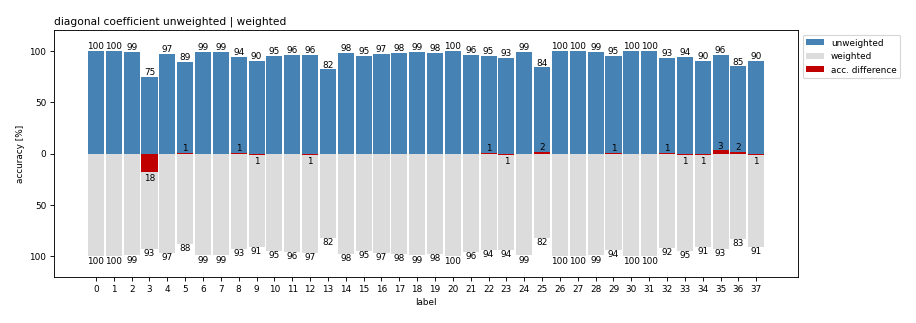 diagonal coefficient unweighted | weighted
100 100 99 75 97 89 99 99 94 90 95 96 96 82 98 95 97 98 99 98 100 96 95 93 99 84 100 100 99 95 100 100 93 94 90 96 85 90
unweighted
weighted
acc. difference
100
50
0
50
100
accuracy [%]
1 1 1 2 1 1 3 2
18 1 1 1 1 1 1
100 100 99 93 97 88 99 99 93 91 95 96 97 82 98 95 97 98 99 98 100 96 94 94 99 82 100 100 99 94 100 100 92 95 91 93 83 91
0 1 2 3 4 5 6 7 8 9 10 11 12 13 14 15 16 17 18 19 20 21 22 23 24 25 26 27 28 29 30 31 32 33 34 35 36 37
label